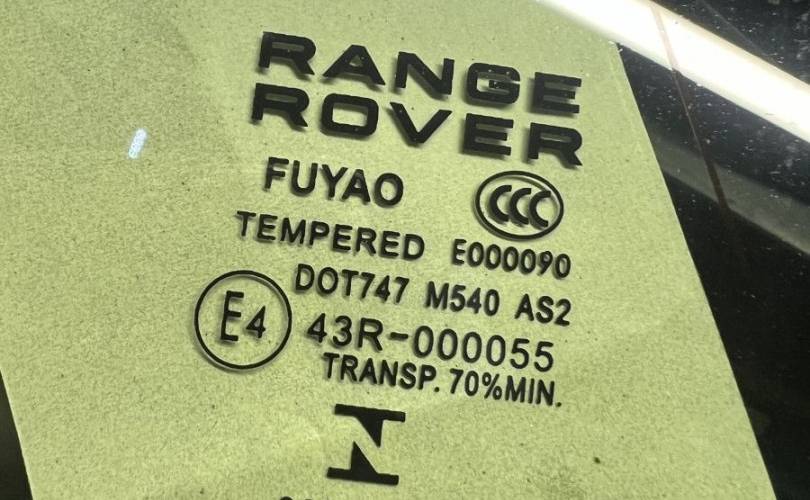 RANGE
ROVER
FUYAO CCC
TEMPERED E000090
DOT747 M540 AS2
E4 43R-000055
TRANSP. 70%MIN.